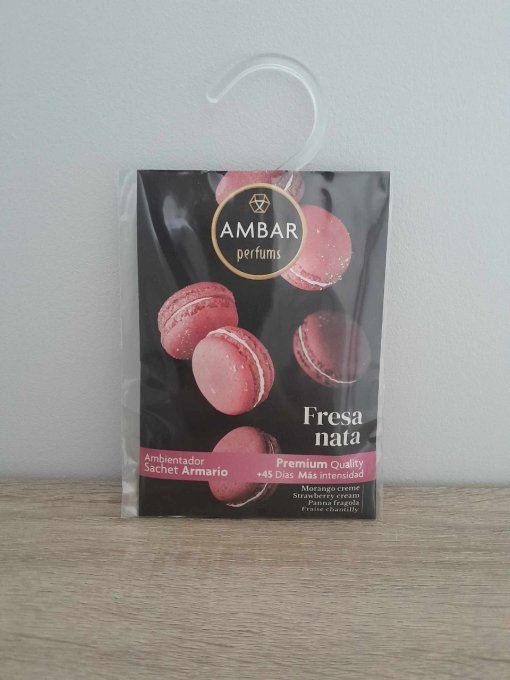 AMBAR
perfums
Fresa
nata
Ambientador
Sachet Armario
Premium Quality
+45 Días Más intensidad
Morango creme
Strawberry cream
Panna fragola
Fraise chantilly